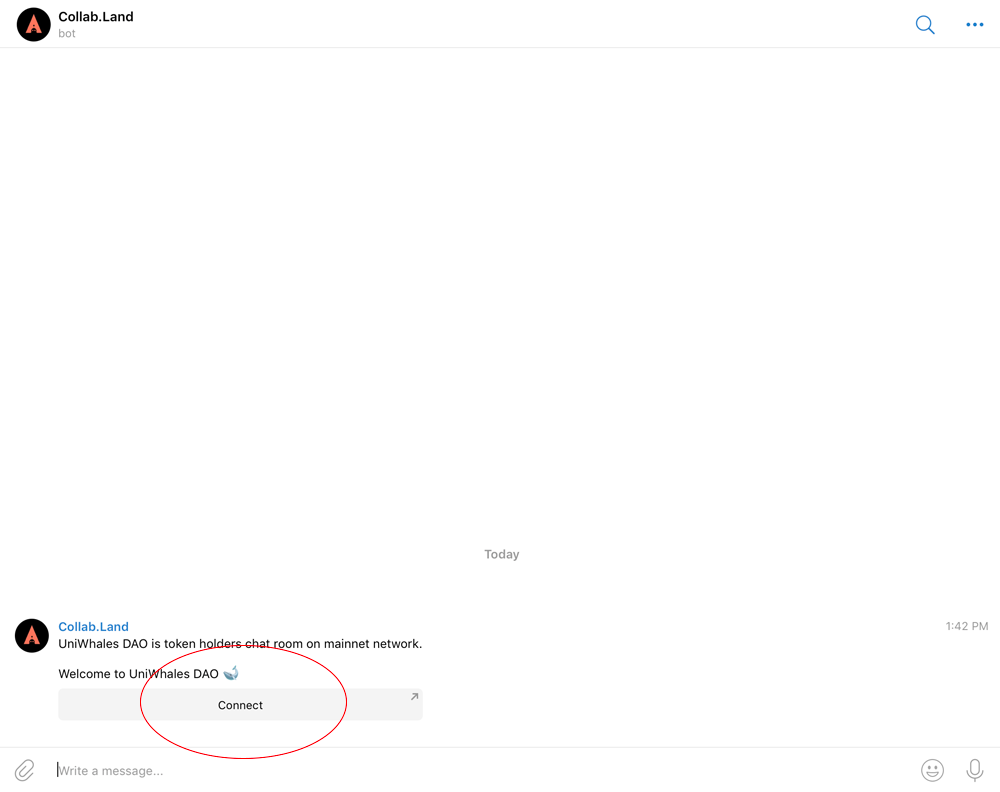 Collab.Land
bot
Today
Collab.Land
1:42 PM
UniWhales DAO is token holders chat room on mainnet network.
Welcome to UniWhales DAO 🐳
Connect
Write a message...